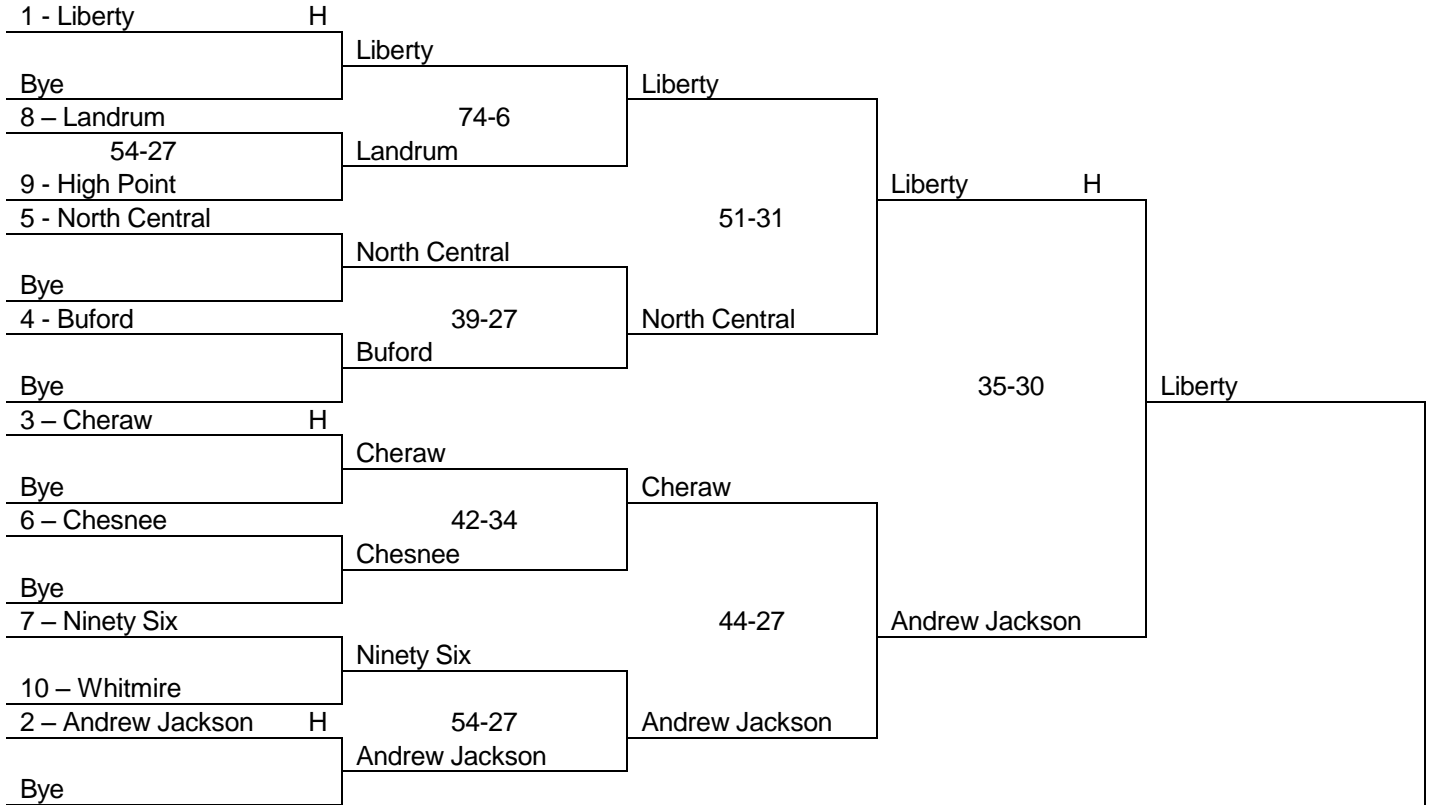 1 - Liberty H
Liberty
Bye
Liberty
8 – Landrum
74-6
54-27
Landrum
9 - High Point
Liberty H
5 - North Central
51-31
North Central
Bye
4 - Buford
39-27
North Central
Buford
Bye
35-30
Liberty
3 – Cheraw H
Cheraw
Bye
Cheraw
6 – Chesnee
42-34
Chesnee
Bye
7 – Ninety Six
44-27
Andrew Jackson
Ninety Six
10 – Whitmire
2 – Andrew Jackson H
54-27
Andrew Jackson
Andrew Jackson
Bye